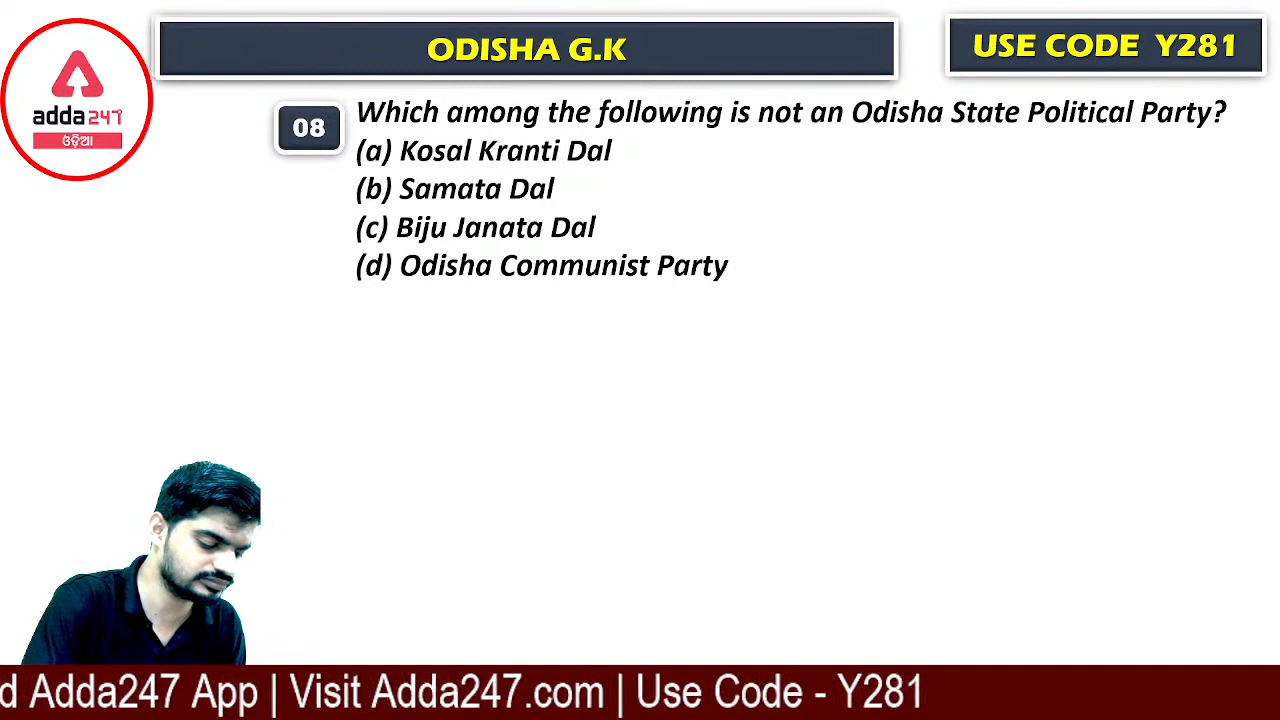 ODISHA G.K
USE CODE Y281
adda247
ଓଡ଼ିଆ
08
Which among the following is not an Odisha State Political Party?
(a) Kosal Kranti Dal
(b) Samata Dal
(c) Biju Janata Dal
(d) Odisha Communist Party
d Adda247 App | Visit Adda247.com | Use Code - Y281